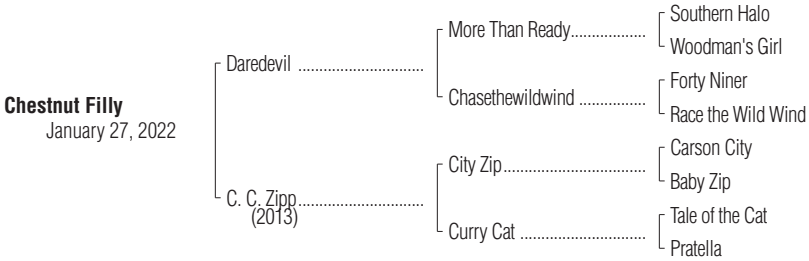 Chestnut Filly
January 27, 2022
Daredevil ..............................
C. C. Zipp..............................
(2013)
More Than Ready..................
Chasethewildwind ................
City Zip..................................
Curry Cat ..............................
Southern Halo
Woodman's Girl
Forty Niner
Race the Wild Wind
Carson City
Baby Zip
Tale of the Cat
Pratella